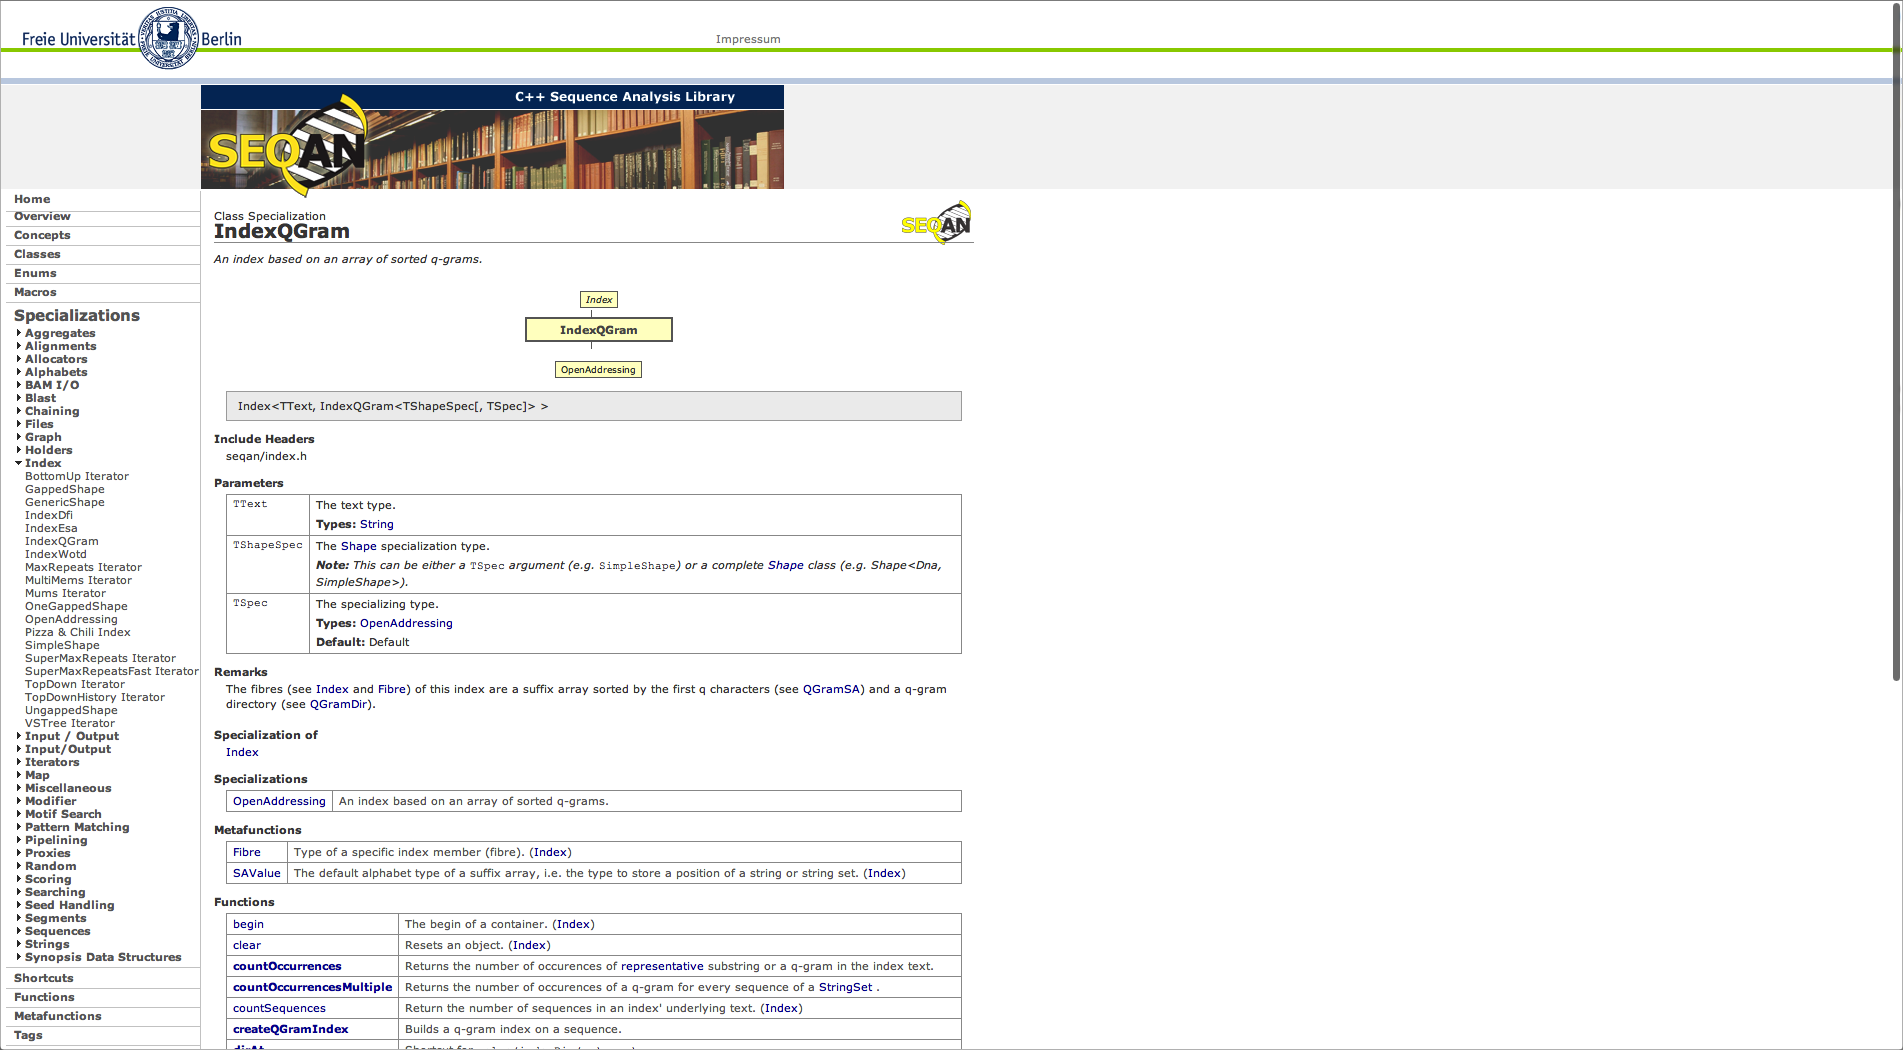 Freie Universität Berlin
Impressum
C++ Sequence Analysis Library
SEQAN
Home
Overview
Concepts
Classes
Enums
Macros
Specializations
Aggregates
Alignments
Allocators
Alphabets
BAM I/O
Blast
Chaining
Files
Graph
Holders
Index
BottomUp Iterator
GappedShape
GenericShape
IndexDfi
IndexEsa
IndexQGram
IndexWotd
MaxRepeats Iterator
MultiMems Iterator
Mums Iterator
OneGappedShape
OpenAddressing
Pizza & Chili Index
SimpleShape
SuperMaxRepeats Iterator
SuperMaxRepeatsFast Iterator
TopDown Iterator
TopDownHistory Iterator
UngappedShape
VSTree Iterator
Input / Output
Input/Output
Iterators
Map
Miscellaneous
Modifier
Motif Search
Pattern Matching
Pipelining
Proxies
Random
Scoring
Searching
Seed Handling
Segments
Sequences
Strings
Synopsis Data Structures
Shortcuts
Functions
Metafunctions
Tags
Class Specialization
IndexQGram
SEQAN
An index based on an array of sorted q-grams.
Index
IndexQGram
OpenAddressing
Index<TText, IndexQGram<TShapeSpec[, TSpec]> >
Include Headers
seqan/index.h
Parameters
TText The text type.
Types: String
TShapeSpec The Shape specialization type.
Note: This can be either a TSpec argument (e.g. SimpleShape) or a complete Shape class (e.g. Shape<Dna,
SimpleShape>).
TSpec The specializing type.
Types: OpenAddressing
Default: Default
Remarks
The fibres (see Index and Fibre) of this index are a suffix array sorted by the first q characters (see QGramSA) and a q-gram
directory (see QGramDir).
Specialization of
Index
Specializations
OpenAddressing An index based on an array of sorted q-grams.
Metafunctions
Fibre Type of a specific index member (fibre). (Index)
SAValue The default alphabet type of a suffix array, i.e. the type to store a position of a string or string set. (Index)
Functions
begin The begin of a container. (Index)
clear Resets an object. (Index)
countOccurrences Returns the number of occurences of representative substring or a q-gram in the index text.
countOccurrencesMultiple Returns the number of occurences of a q-gram for every sequence of a StringSet .
countSequences Return the number of sequences in an index' underlying text. (Index)
createQGramIndex Builds a q-gram index on a sequence.